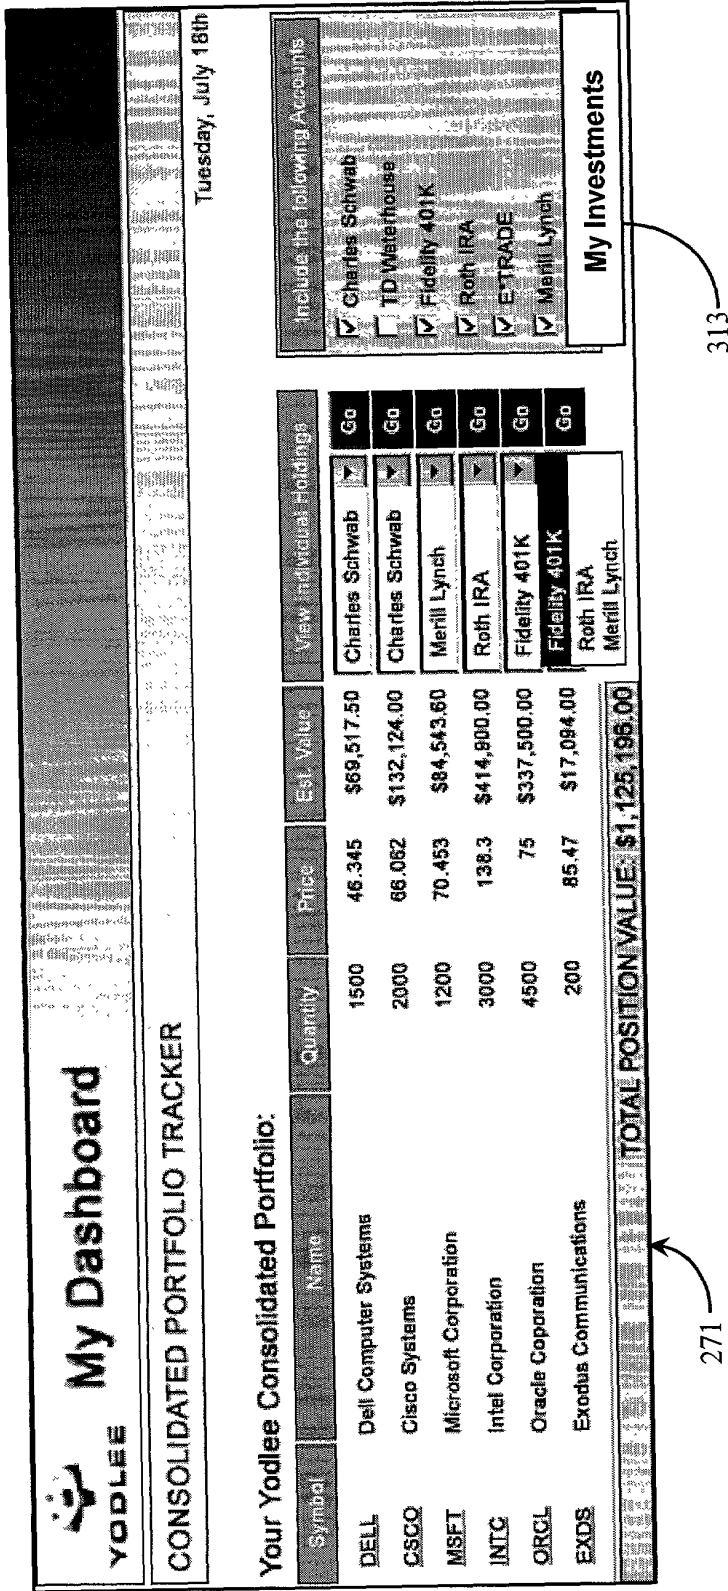 YODLEE My Dashboard
CONSOLIDATED PORTFOLIO TRACKER
Tuesday, July 18th
Your Yodlee Consolidated Portfolio:
Symbol Name Quantity Price Est. Value View Individual Holdings
DELL Dell Computer Systems 1500 46.345 $69,517.50 Charles Schwab Go
CSCO Cisco Systems 2000 66.062 $132,124.00 Charles Schwab Go
MSFT Microsoft Corporation 1200 70.453 $84,543.60 Merill Lynch Go
INTC Intel Corporation 3000 138.3 $414,900.00 Roth IRA Go
ORCL Oracle Coporation 4500 75 $337,500.00 Fidelity 401K Go
EXDS Exodus Communications 200 85.47 $17,094.00 Fidelity 401K Go
Roth IRA
Merill Lynch
TOTAL POSITION VALUE: $1,125,196.00
Include the following Accounts
Charles Schwab
TD Waterhouse
Fidelity 401K
Roth IRA
E*TRADE
Merill Lynch
My Investments
271
313